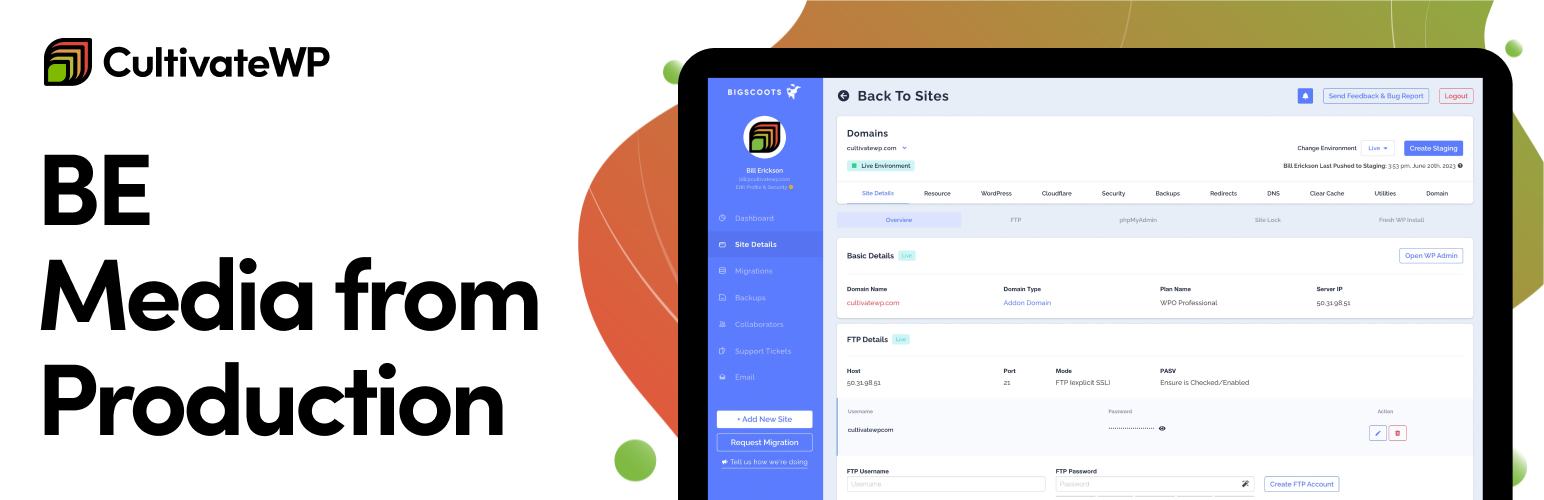 CultivateWP
BE
Media from
Production
BIGSCOOTS
Bill Erickson
bill@cultivatewp.com
Edit Profile & Security
Dashboard
Site Details
Migrations
Backups
Collaborators
Support Tickets
Email
+ Add New Site
Request Migration
Tell us how we're doing
Back To Sites
Send Feedback & Bug Report
Logout
Domains
cultivatewp.com
Change Environment
Live
Create Staging
Live Environment
Bill Erickson Last Pushed to Staging: 3:53 pm, June 20th, 2023
Site Details Resource WordPress Cloudflare Security Backups Redirects DNS Clear Cache Utilities Domain
Overview FTP phpMyAdmin Site Lock Fresh WP Install
Basic Details Live
Open WP Admin
Domain Name Domain Type Plan Name Server IP
cultivatewp.com Addon Domain WPO Professional 50.31.98.51
FTP Details Live
Host Port Mode PASV
50.31.98.51 21 FTP (explicit SSL) Ensure is Checked/Enabled
Username Password Action
cultivatewpcom
FTP Username FTP Password
Username Password Create FTP Account